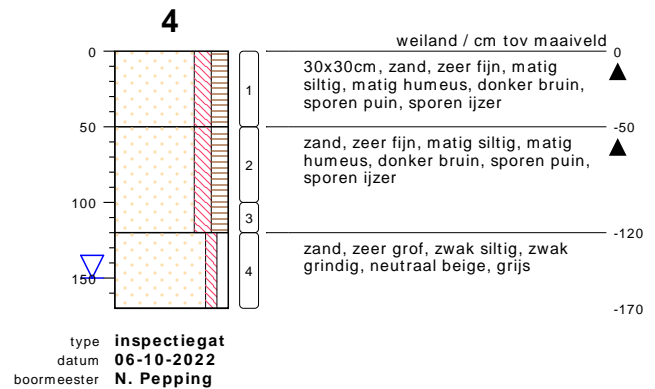 4
weiland / cm tov maaiveld
0
0
30x30cm, zand, zeer fijn, matig
siltig, matig humeus, donker bruin,
sporen puin, sporen ijzer
1
50
-50
zand, zeer fijn, matig siltig, matig
humeus, donker bruin, sporen puin,
sporen ijzer
2
100
3
-120
zand, zeer grof, zwak siltig, zwak
grindig, neutraal beige, grijs
4
150
-170
type inspectiegat
datum 06-10-2022
boormeester N. Pepping